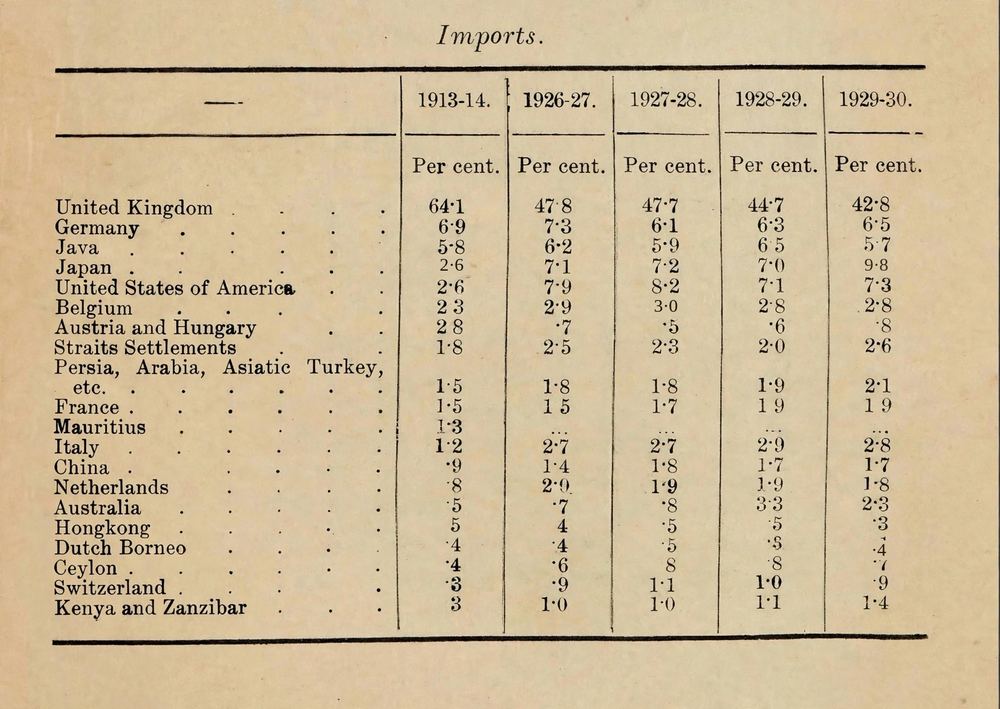 Imports.
— 1913-14. 1926-27. 1927-28. 1928-29. 1929-30.
Per cent. Per cent. Per cent. Per cent. Per cent.
United Kingdom . . . . 64·1 47·8 47·7 44·7 42·8
Germany . . . . . 6·9 7·3 6·1 6·3 6·5
Java . . . . . 5·8 6·2 5·9 6 5 5·7
Japan . . . . . 2·6 7·1 7·2 7·0 9·8
United States of America . . 2·6 7·9 8·2 7·1 7·3
Belgium . . . . 2 3 2·9 3·0 2·8 2·8
Austria and Hungary . . 2 8 ·7 ·5 ·6 ·8
Straits Settlements . . 1·8 2·5 2·3 2·0 2·6
Persia, Arabia, Asiatic Turkey,
etc. . . . . . . 1·5 1·8 1·8 1·9 2·1
France . . . . . . 1·5 1 5 1·7 1 9 1 9
Mauritius . . . . . 1·3 ... ... ... ...
Italy . . . . . . 1·2 2·7 2·7 2·9 2·8
China . . . . . ·9 1·4 1·8 1·7 1·7
Netherlands . . . . ·8 2·0 1·9 1·9 1·8
Australia . . . . . ·5 ·7 ·8 3·3 2·3
Hongkong . . . . . 5 4 ·5 ·5 ·3
Dutch Borneo . . . ·4 ·4 ·5 ·4
Ceylon . . . . . . ·4 ·6 8 ·8 ·7
Switzerland . . . . ·3 ·9 1·1 1·0 ·9
Kenya and Zanzibar . . . 3 1·0 1·0 1·1 1·4